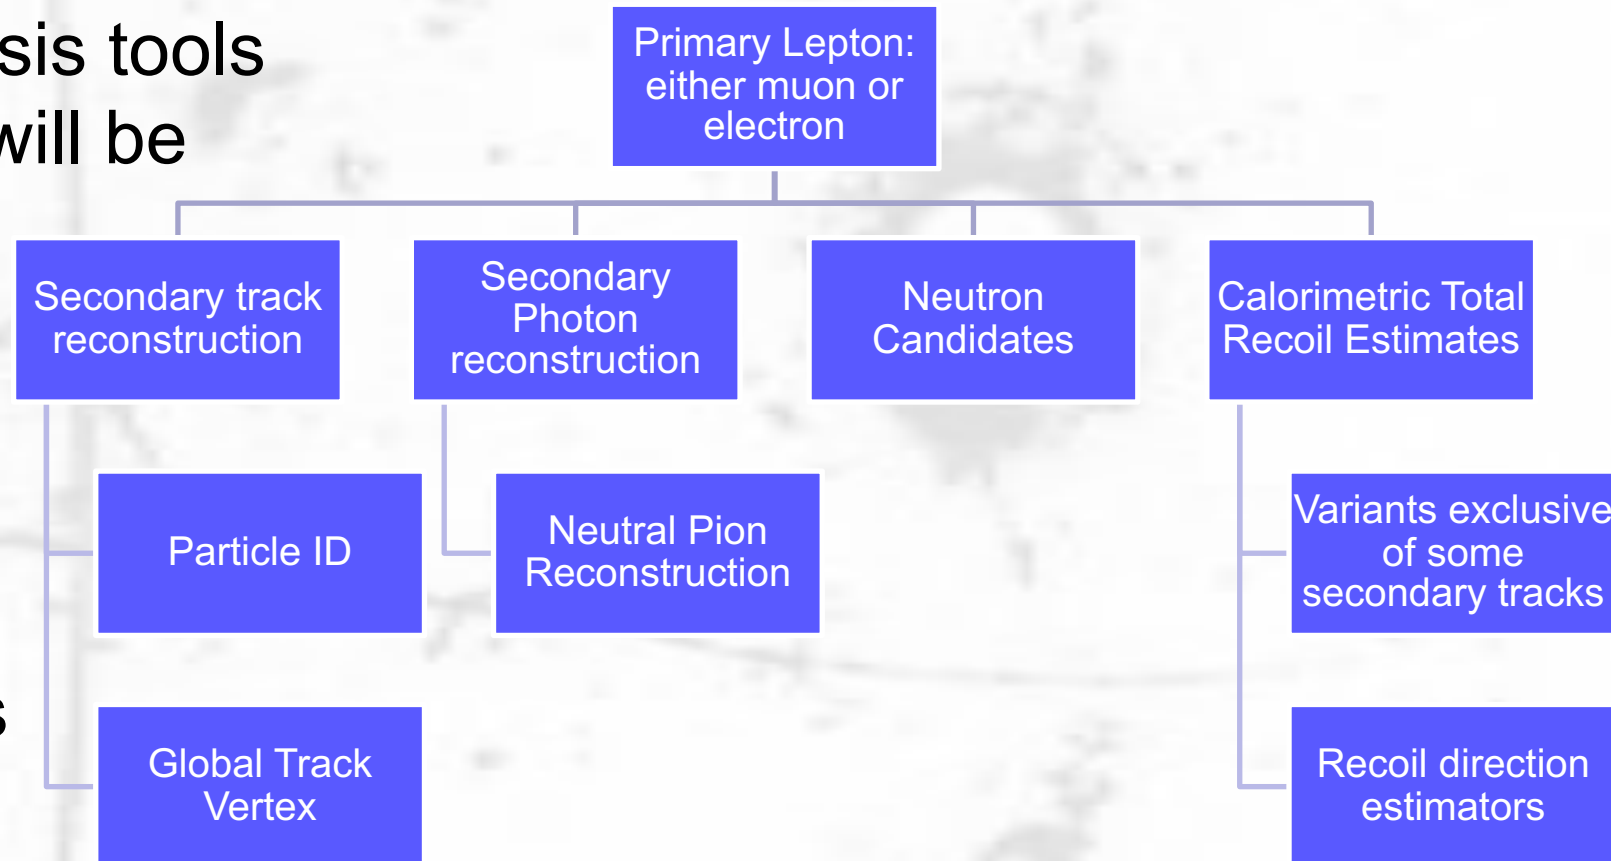 sis tools
will be
s
Primary Lepton:
either muon or
electron
Secondary track
reconstruction
Secondary
Photon
reconstruction
Neutron
Candidates
Calorimetric Total
Recoil Estimates
Particle ID
Neutral Pion
Reconstruction
Variants exclusive
of some
secondary tracks
Global Track
Vertex
Recoil direction
estimators